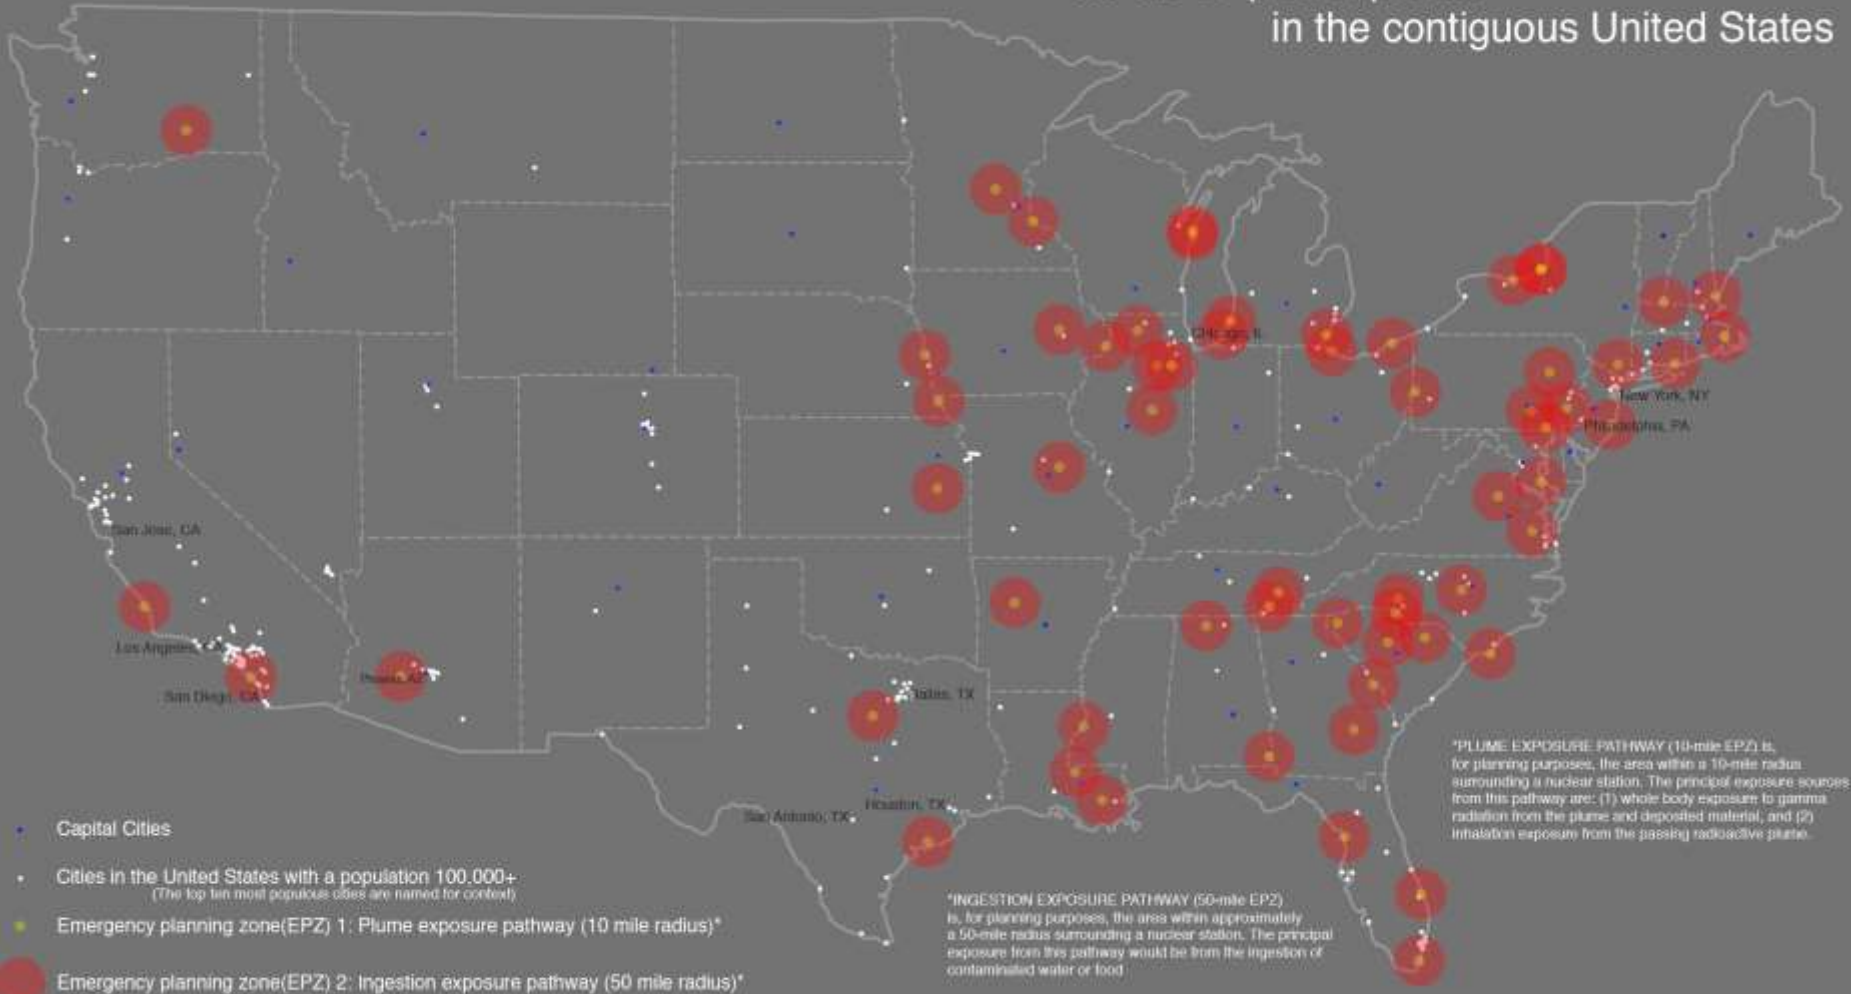 in the contiguous United States
Chicago, IL
New York, NY
Philadelphia, PA
San Jose, CA
Los Angeles, CA
Phoenix, AZ
San Diego, CA
Dallas, TX
*PLUME EXPOSURE PATHWAY (10-mile EPZ) is,
for planning purposes, the area within a 10-mile radius
surrounding a nuclear station. The principal exposure sources
from this pathway are: (1) whole body exposure to gamma
radiation from the plume and deposited material, and (2)
inhalation exposure from the passing radioactive plume.
Houston, TX
San Antonio, TX
Capital Cities
Cities in the United States with a population 100,000+
(The top ten most populous cities are named for context)
Emergency planning zone(EPZ) 1: Plume exposure pathway (10 mile radius)*
Emergency planning zone(EPZ) 2: Ingestion exposure pathway (50 mile radius)*
*INGESTION EXPOSURE PATHWAY (50-mile EPZ)
is, for planning purposes, the area within approximately
a 50-mile radius surrounding a nuclear station. The principal
exposure from this pathway would be from the ingestion of
contaminated water or food